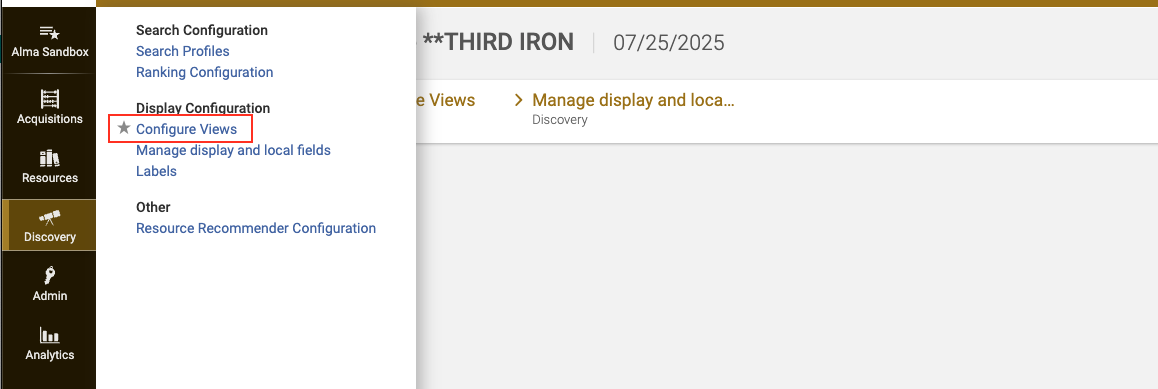 Alma Sandbox
Acquisitions
Resources
Discovery
Admin
Analytics
Search Configuration
Search Profiles
Ranking Configuration
Display Configuration
Configure Views
Manage display and local fields
Labels
Other
Resource Recommender Configuration
**THIRD IRON 07/25/2025
e Views
Manage display and loca...
Discovery